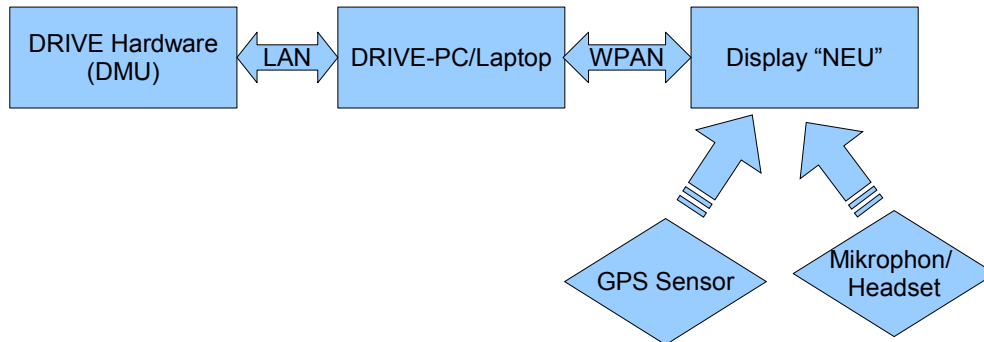 DRIVE Hardware
(DMU)
LAN
DRIVE-PC/Laptop
WPAN
Display “NEU”
GPS Sensor
Mikrophon/
Headset